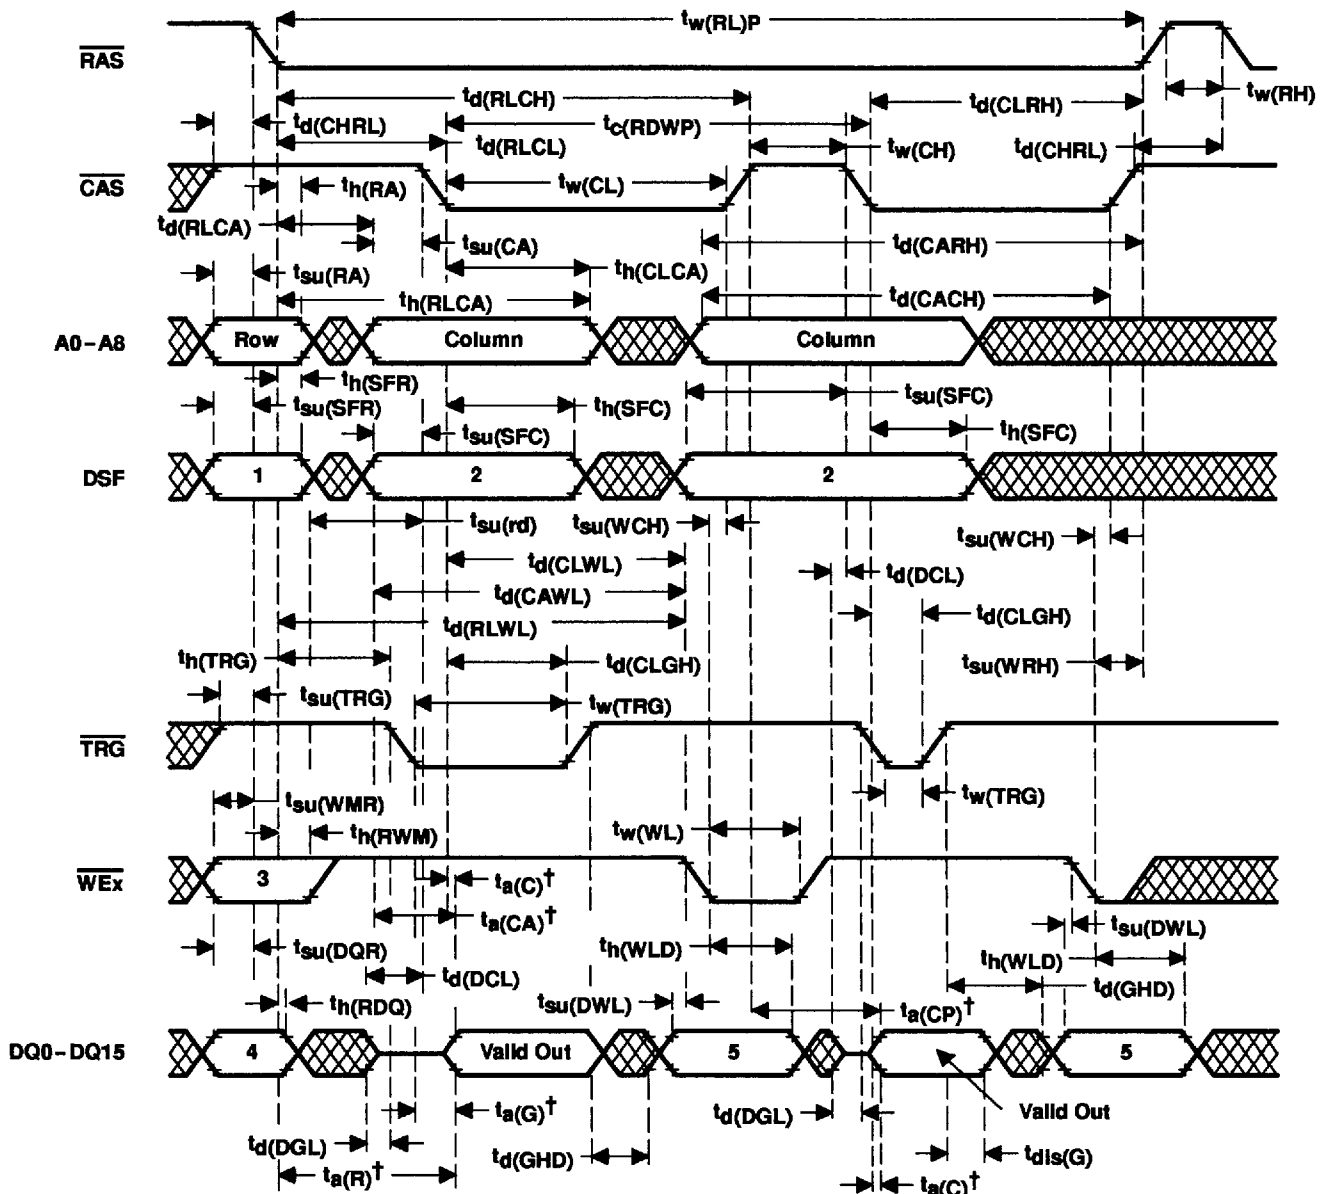 tw(RL)P
RAS
td(RLCH) td(CLRH) tw(RH)
td(CHRL) tc(RDWP)
td(RLCL) tw(CH) td(CHRL)
CAS th(RA) tw(CL)
td(RLCA) tsu(CA) td(CARH)
tsu(RA) th(CLCA)
th(RLCA) td(CACH)
A0–A8 Row Column Column
th(SFR) tsu(SFC)
tsu(SFR) th(SFC)
tsu(SFC) th(SFC)
DSF 1 2 2
tsu(rd) tsu(WCH) tsu(WCH)
td(CLWL) td(DCL)
td(CAWL) td(CLGH)
td(RLWL)
th(TRG) td(CLGH) tsu(WRH)
tsu(TRG) tw(TRG)
TRG
tsu(WMR) tw(TRG)
th(RWM) tw(WL)
WEx 3 ta(C)†
ta(CA)† tsu(DWL)
tsu(DQR) th(WLD) th(WLD)
td(DCL) td(GHD)
th(RDQ) tsu(DWL) ta(CP)†
DQ0–DQ15 4 Valid Out 5 5
ta(G)† td(DGL) Valid Out
td(DGL) td(GHD) tdis(G)
ta(R)† ta(C)†